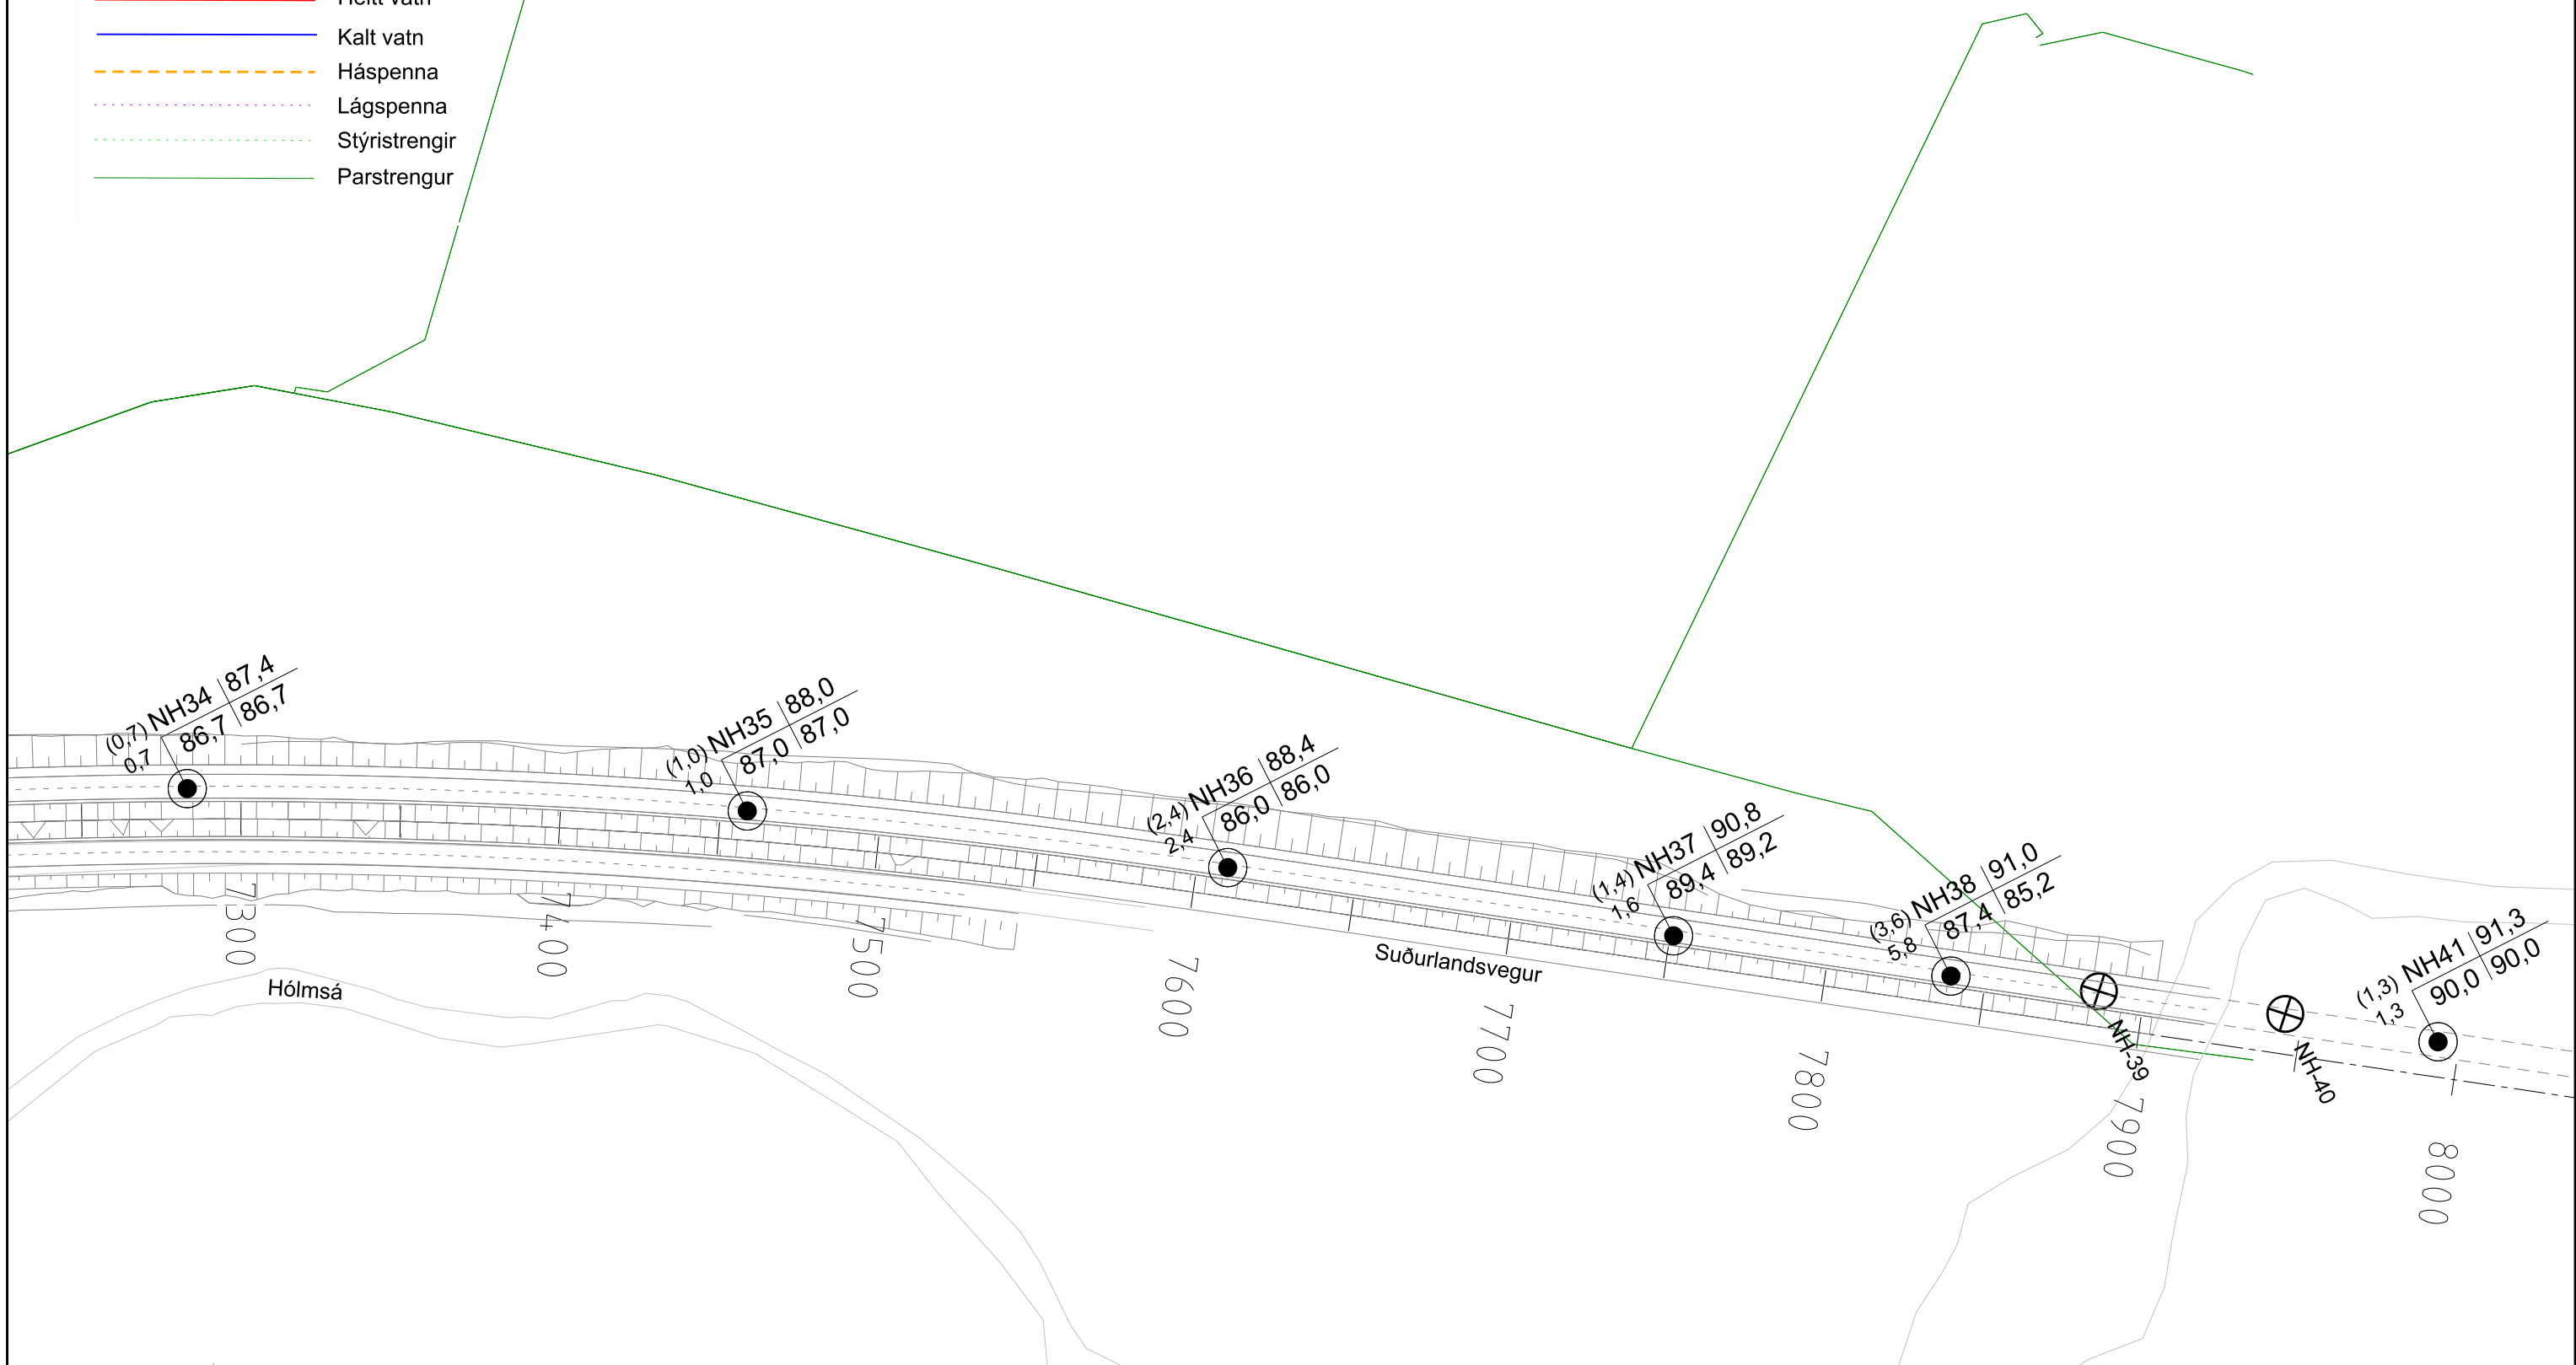 Heitt vatn
Kalt vatn
Háspenna
Lágspenna
Stýristrengir
Parstrengur
(0,7) NH34 87,4
0,7 86,7 86,7
(1,0) NH35 88,0
1,0 87,0 87,0
(2,4) NH36 88,4
2,4 86,0 86,0
(1,4) NH37 90,8
1,6 89,4 89,2
(3,6) NH38 91,0
5,8 87,4 85,2
(1,3) NH41 91,3
1,3 90,0 90,0
NH-39
NH-40
Suðurlandsvegur
Hólmsá
7300
7400
7500
7600
7700
7800
7900
8000